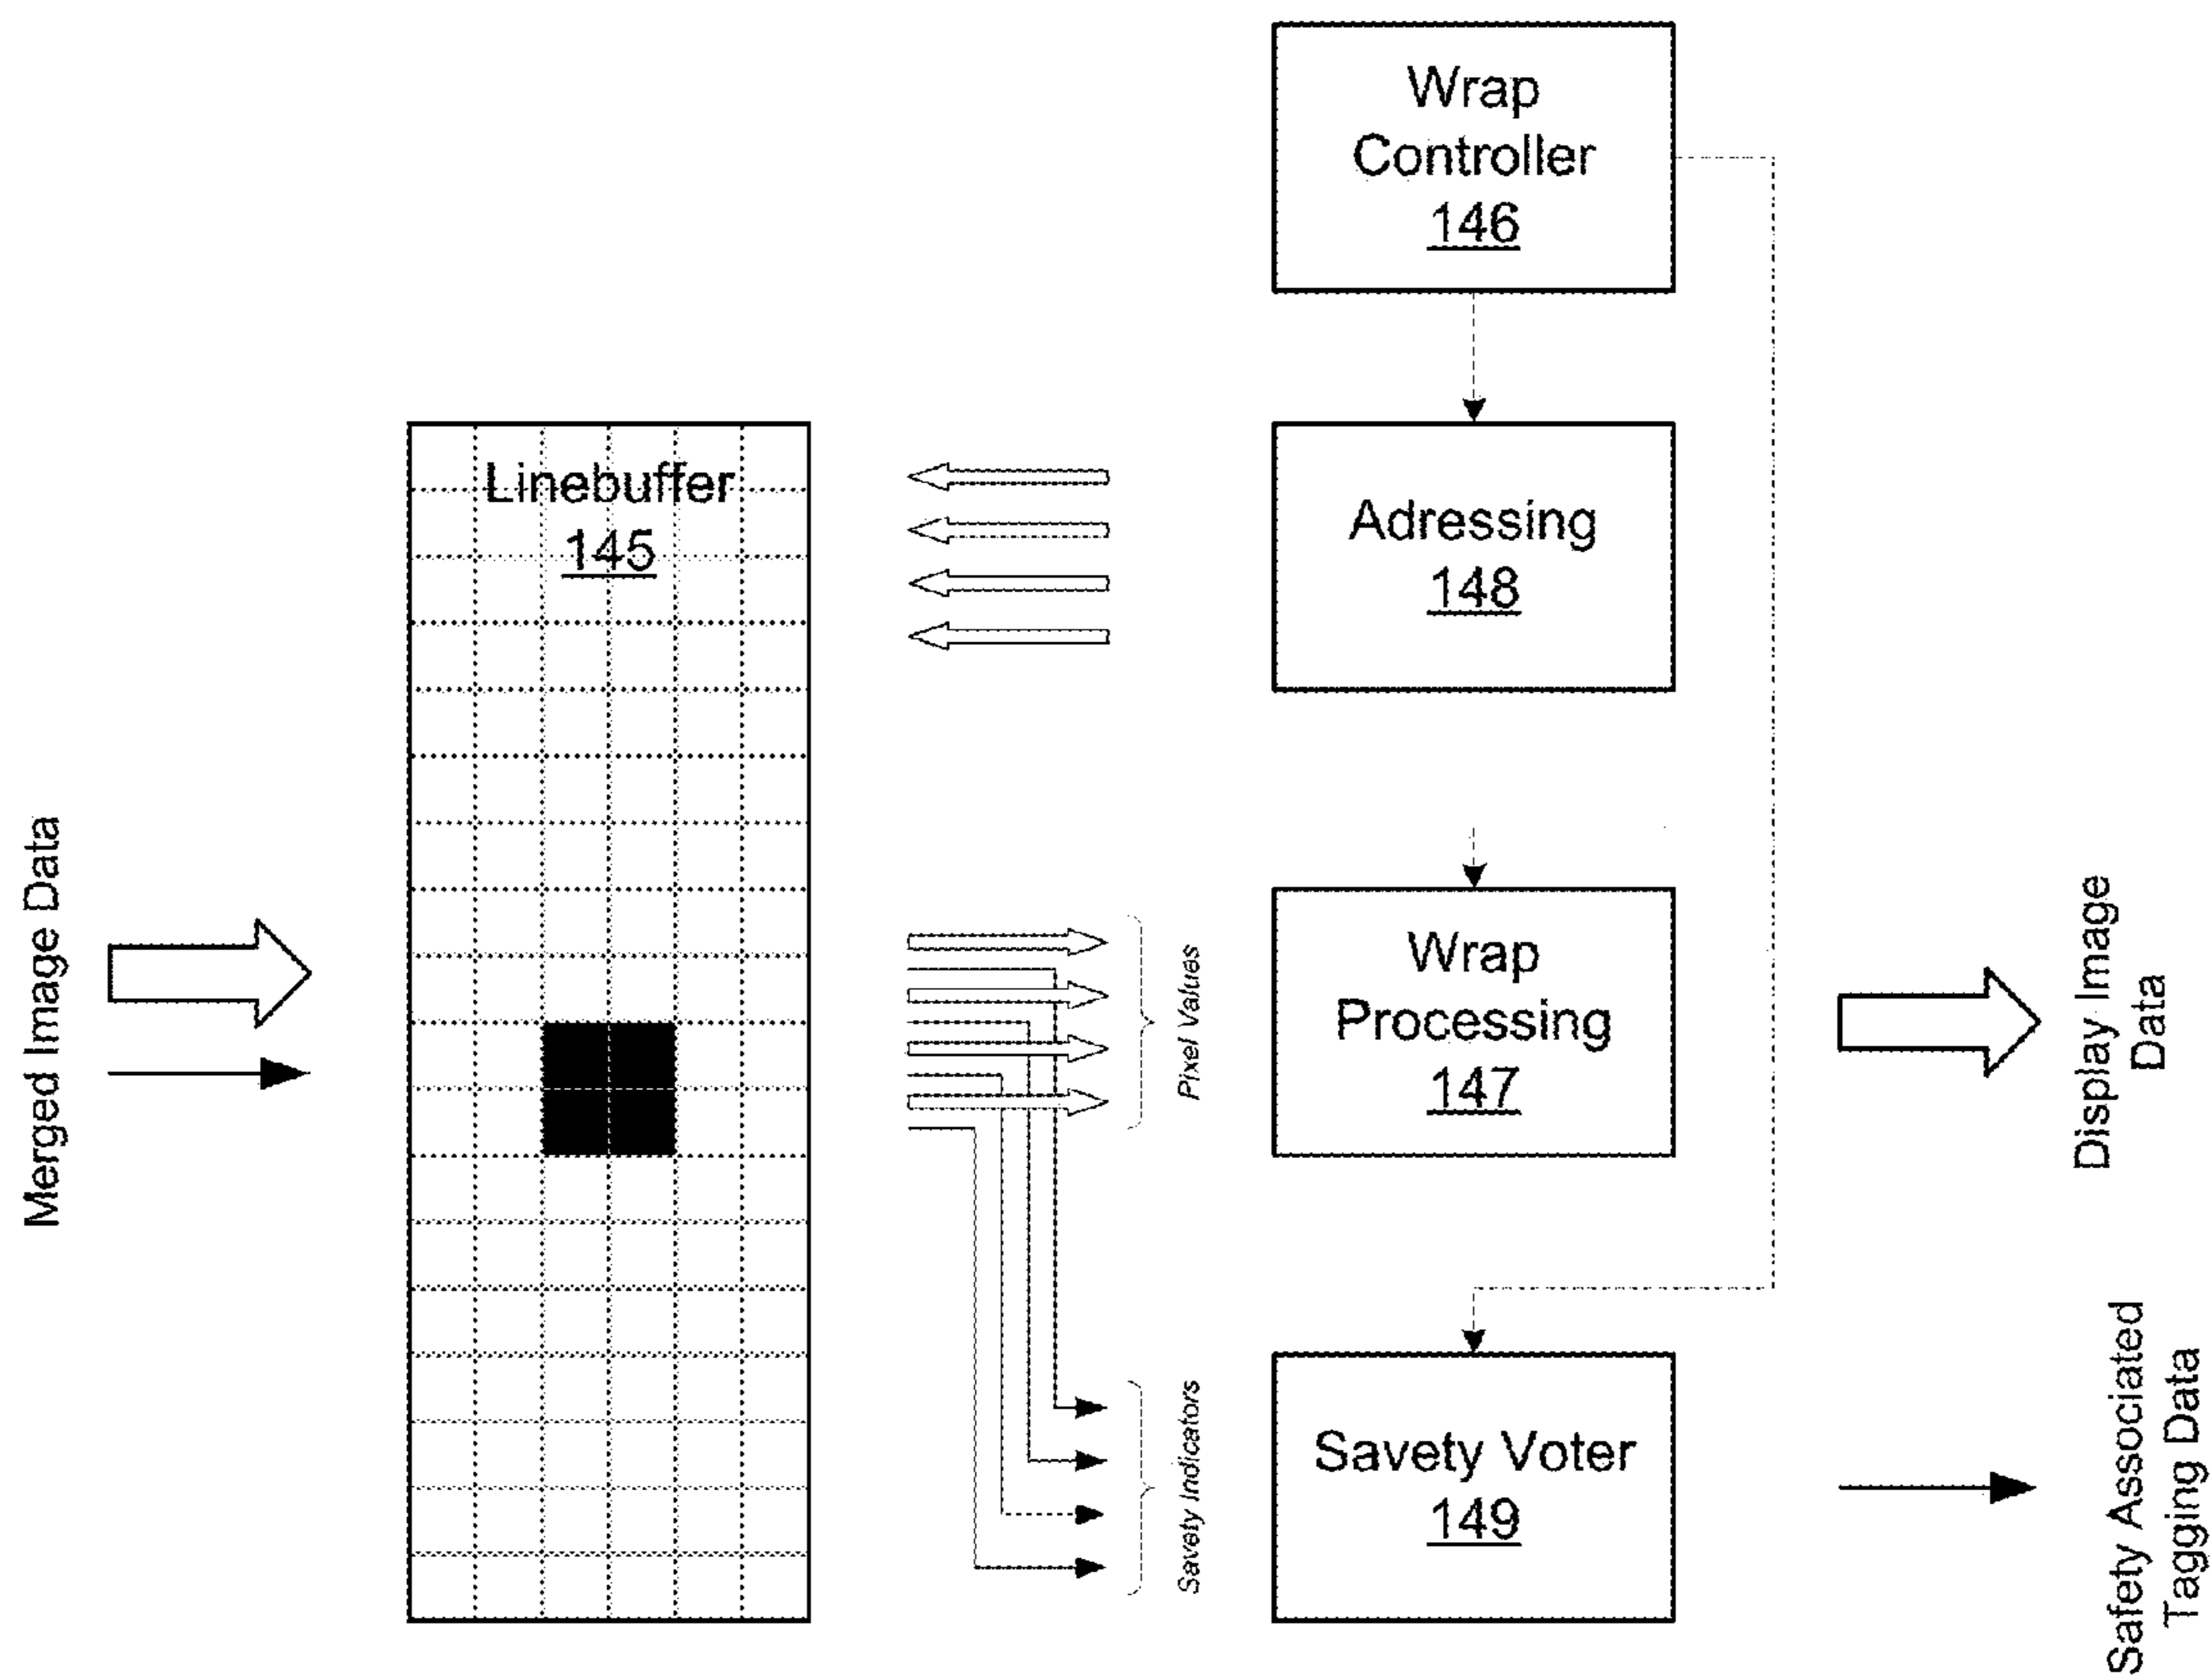 Wrap
Controller
146
Linebuffer
145
Adressing
148
Merged Image Data
Pixel Values
Wrap
Processing
147
Display Image
Data
Savety Indicators
Savety Voter
149
Safety Associated
Tagging Data